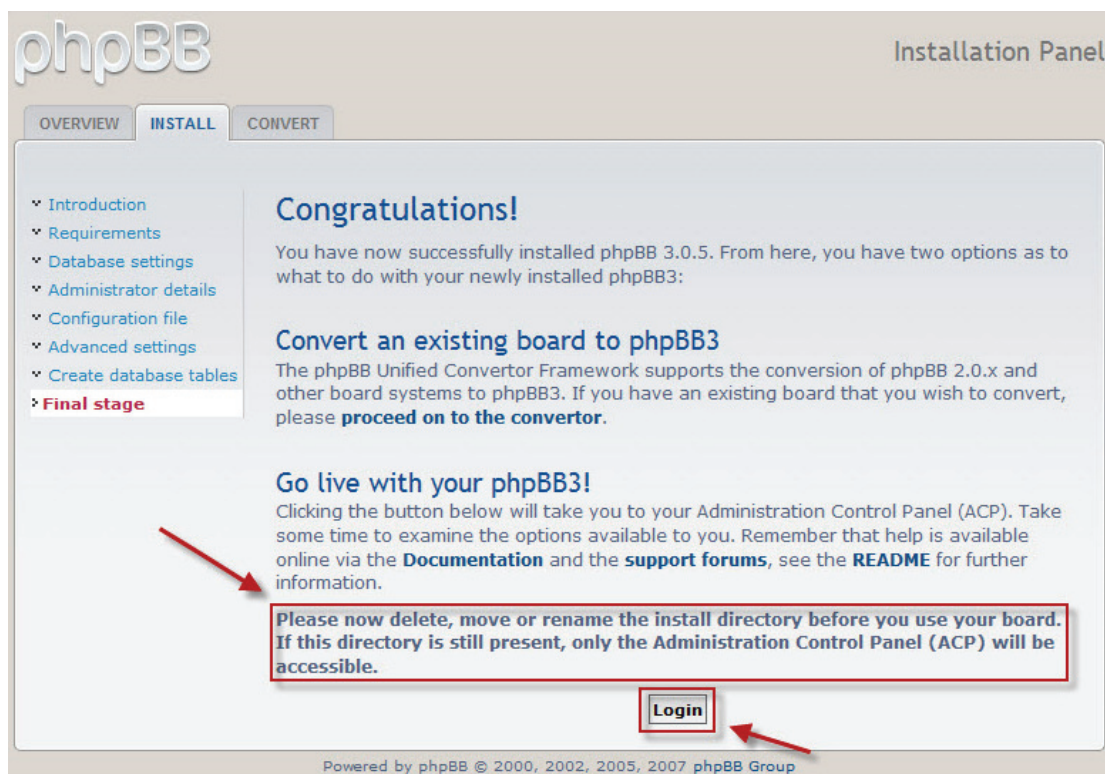 phpBB
Installation Panel
OVERVIEW INSTALL CONVERT
Introduction
Requirements
Database settings
Administrator details
Configuration file
Advanced settings
Create database tables
Final stage
Congratulations!
You have now successfully installed phpBB 3.0.5. From here, you have two options as to
what to do with your newly installed phpBB3:
Convert an existing board to phpBB3
The phpBB Unified Convertor Framework supports the conversion of phpBB 2.0.x and
other board systems to phpBB3. If you have an existing board that you wish to convert,
please proceed on to the convertor.
Go live with your phpBB3!
Clicking the button below will take you to your Administration Control Panel (ACP). Take
some time to examine the options available to you. Remember that help is available
online via the Documentation and the support forums, see the README for further
information.
Please now delete, move or rename the install directory before you use your board.
If this directory is still present, only the Administration Control Panel (ACP) will be
accessible.
Login
Powered by phpBB © 2000, 2002, 2005, 2007 phpBB Group